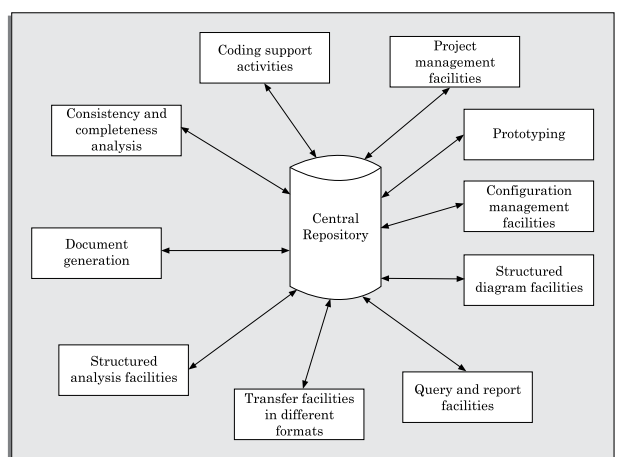 Coding support
activities
Project
management
facilities
Consistency and
completeness
analysis
Prototyping
Central
Repository
Configuration
management
facilities
Document
generation
Structured
diagram facilities
Structured
analysis facilities
Transfer facilities
in different
formats
Query and report
facilities